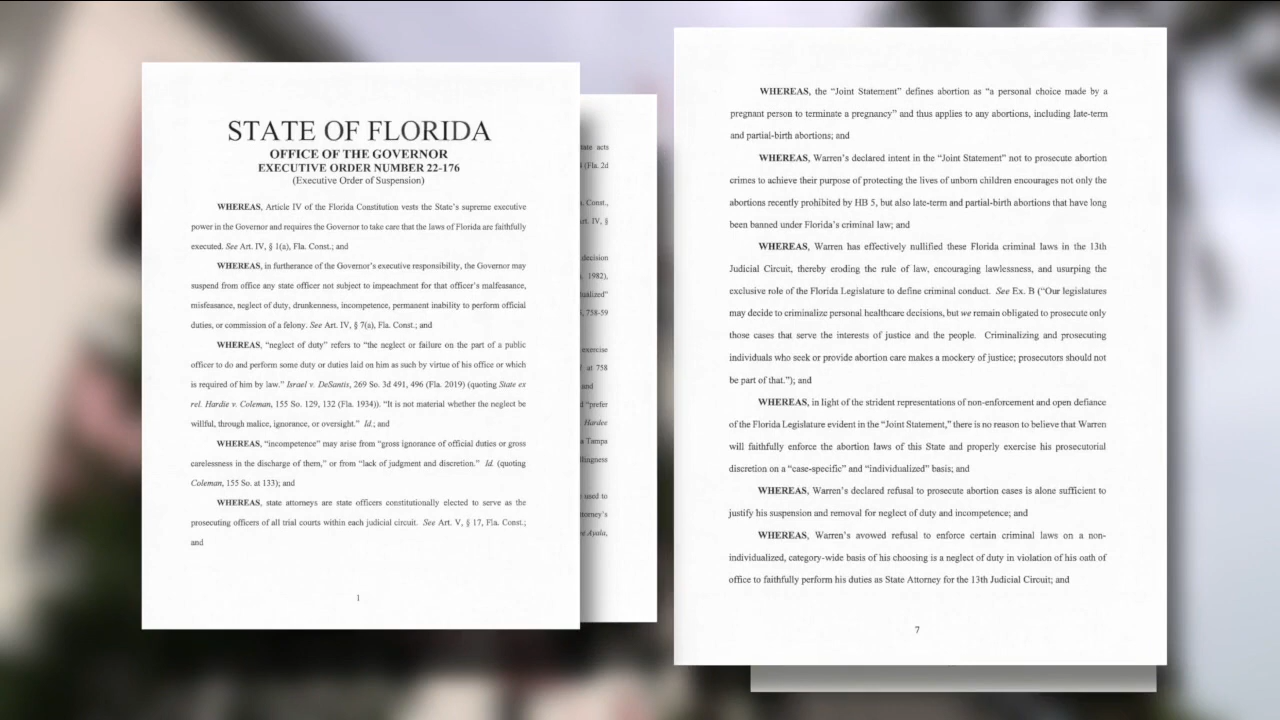 STATE OF FLORIDA
OFFICE OF THE GOVERNOR
EXECUTIVE ORDER NUMBER 22-176
(Executive Order of Suspension)
WHEREAS, Article IV of the Florida Constitution vests the State's supreme executive
power in the Governor and requires the Governor to take care that the laws of Florida are faithfully
executed. See Art. IV, § 1(a), Fla. Const.; and
WHEREAS, in furtherance of the Governor's executive responsibility, the Governor may
suspend from office any state officer not subject to impeachment for that officer's malfeasance,
misfeasance, neglect of duty, drunkenness, incompetence, permanent inability to perform official
duties, or commission of a felony. See Art. IV, § 7(a), Fla. Const.; and
WHEREAS, "neglect of duty" refers to "the neglect or failure on the part of a public
officer to do and perform some duty or duties laid on him as such by virtue of his office or which
is required of him by law." Israel v. DeSantis, 269 So. 3d 491, 496 (Fla. 2019) (quoting State ex
rel. Hardie v. Coleman, 155 So. 129, 132 (Fla. 1934)). "It is not material whether the neglect be
willful, through malice, ignorance, or oversight." Id.; and
WHEREAS, "incompetence" may arise from "gross ignorance of official duties or gross
carelessness in the discharge of them," or from "lack of judgment and discretion." Id. (quoting
Coleman, 155 So. at 133); and
WHEREAS, state attorneys are state officers constitutionally elected to serve as the
prosecuting officers of all trial courts within each judicial circuit. See Art. V, § 17, Fla. Const.;
and
1
tate acts
(Fla. 2d
. Const.,
rt. IV, §
decision
. 1982),
ualized"
, 758-59
exercise
at 758
and
"prefer
Hardee
a Tampa
llingness
used to
ttorney's
Ayala,
WHEREAS, the "Joint Statement" defines abortion as "a personal choice made by a
pregnant person to terminate a pregnancy" and thus applies to any abortions, including late-term
and partial-birth abortions; and
WHEREAS, Warren's declared intent in the "Joint Statement" not to prosecute abortion
crimes to achieve their purpose of protecting the lives of unborn children encourages not only the
abortions recently prohibited by HB 5, but also late-term and partial-birth abortions that have long
been banned under Florida's criminal law; and
WHEREAS, Warren has effectively nullified these Florida criminal laws in the 13th
Judicial Circuit, thereby eroding the rule of law, encouraging lawlessness, and usurping the
exclusive role of the Florida Legislature to define criminal conduct. See Ex. B ("Our legislatures
may decide to criminalize personal healthcare decisions, but we remain obligated to prosecute only
those cases that serve the interests of justice and the people. Criminalizing and prosecuting
individuals who seek or provide abortion care makes a mockery of justice; prosecutors should not
be part of that."); and
WHEREAS, in light of the strident representations of non-enforcement and open defiance
of the Florida Legislature evident in the "Joint Statement," there is no reason to believe that Warren
will faithfully enforce the abortion laws of this State and properly exercise his prosecutorial
discretion on a "case-specific" and "individualized" basis; and
WHEREAS, Warren's declared refusal to prosecute abortion cases is alone sufficient to
justify his suspension and removal for neglect of duty and incompetence; and
WHEREAS, Warren's avowed refusal to enforce certain criminal laws on a non-
individualized, category-wide basis of his choosing is a neglect of duty in violation of his oath of
office to faithfully perform his duties as State Attorney for the 13th Judicial Circuit; and
7